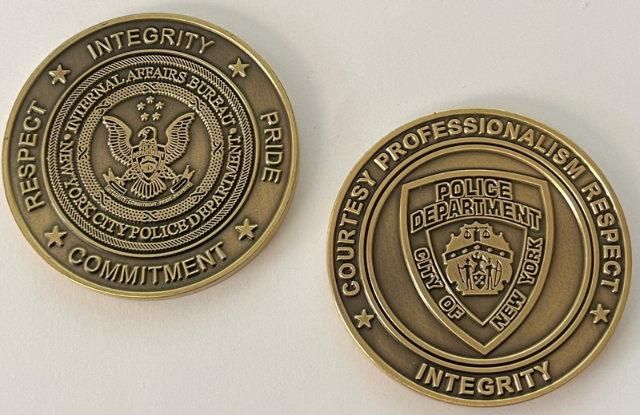 INTEGRITY
PRIDE
COMMITMENT
RESPECT
INTERNAL AFFAIRS BUREAU
NEW YORK CITY POLICE DEPARTMENT
COURTESY PROFESSIONALISM RESPECT
INTEGRITY
POLICE
DEPARTMENT
CITY OF
NEW YORK